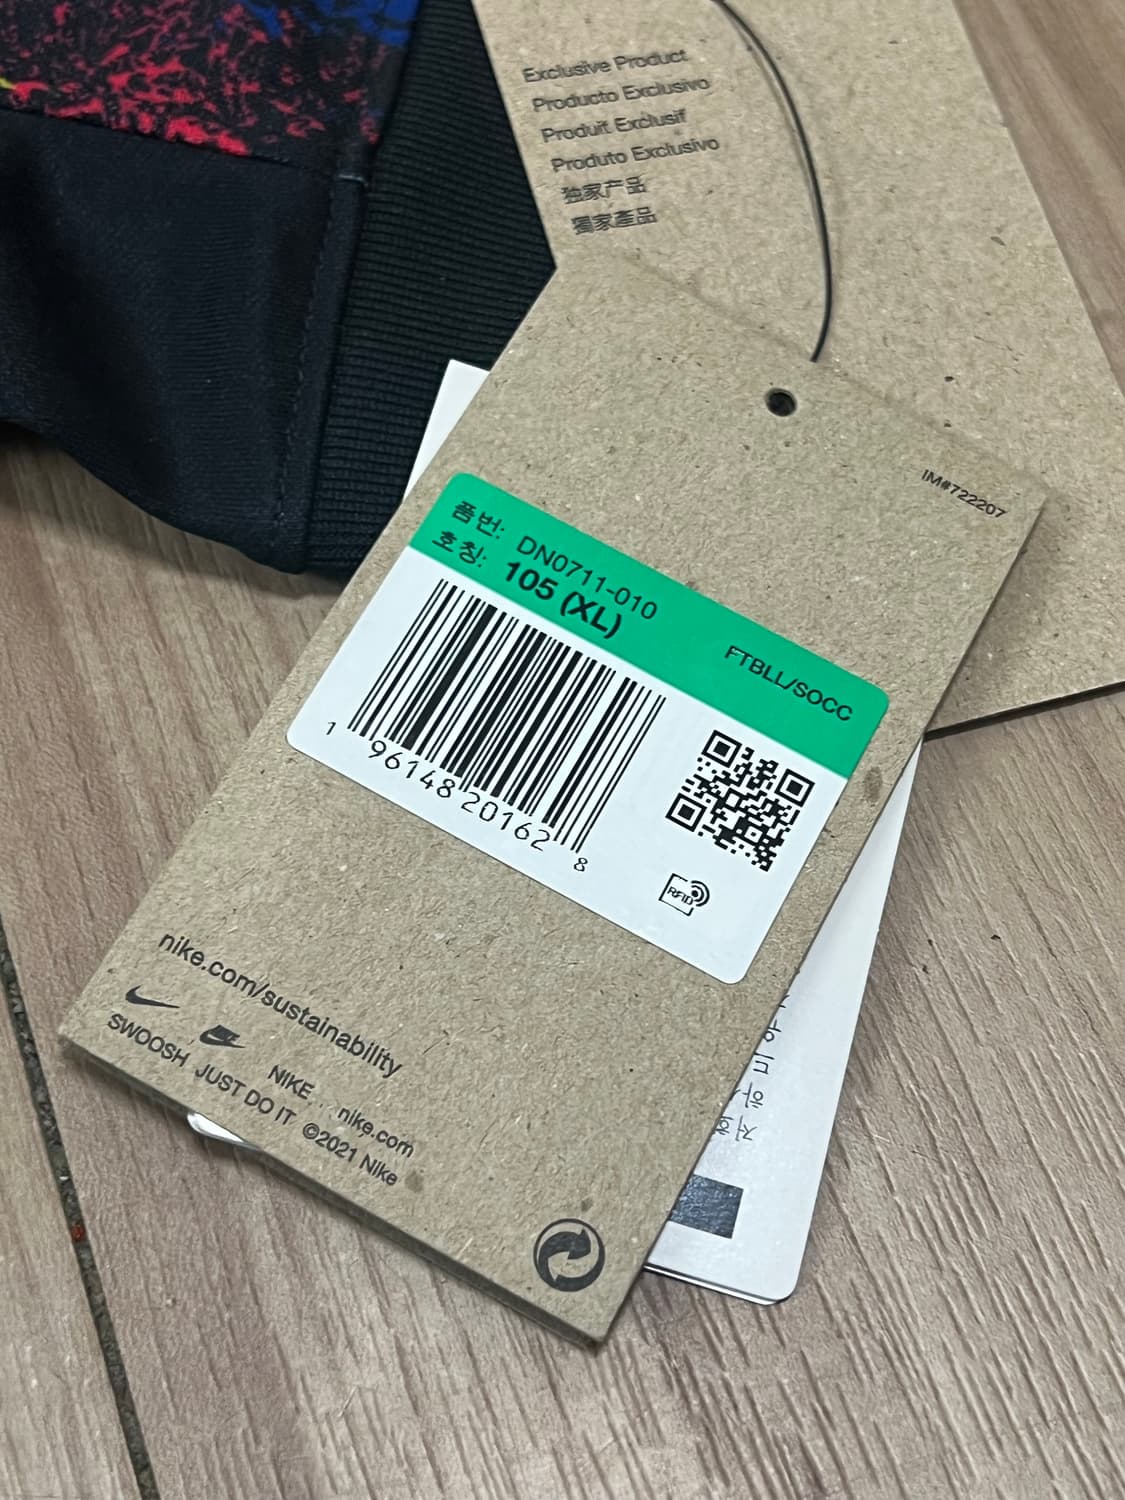 Exclusive Product
Producto Exclusivo
Produit Exclusif
Produto Exclusivo
独家产品
獨家產品
IM#722207
품번: DN0711-010
호칭: 105 (XL)
FTBLL/SOCC
1 96148 20162 8
RFID
nike.com/sustainability
SWOOSH JUST DO IT NIKE nike.com
©2021 Nike